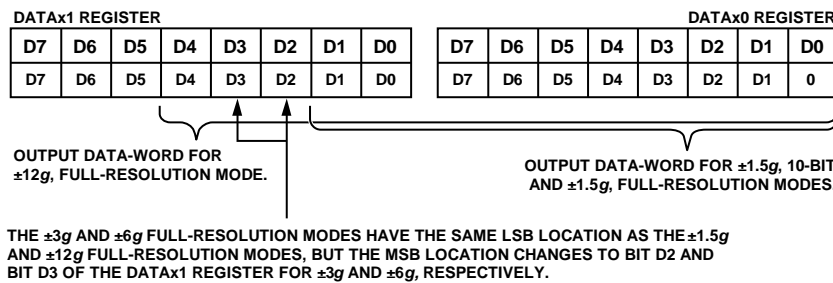 DATAx1 REGISTER DATAx0 REGISTER
D7 D6 D5 D4 D3 D2 D1 D0 D7 D6 D5 D4 D3 D2 D1 D0
D7 D6 D5 D4 D3 D2 D1 D0 D7 D6 D5 D4 D3 D2 D1 0
OUTPUT DATA-WORD FOR
±12g, FULL-RESOLUTION MODE.
OUTPUT DATA-WORD FOR ±1.5g, 10-BIT
AND ±1.5g, FULL-RESOLUTION MODES.
THE ±3g AND ±6g FULL-RESOLUTION MODES HAVE THE SAME LSB LOCATION AS THE ±1.5g
AND ±12g FULL-RESOLUTION MODES, BUT THE MSB LOCATION CHANGES TO BIT D2 AND
BIT D3 OF THE DATAx1 REGISTER FOR ±3g AND ±6g, RESPECTIVELY.